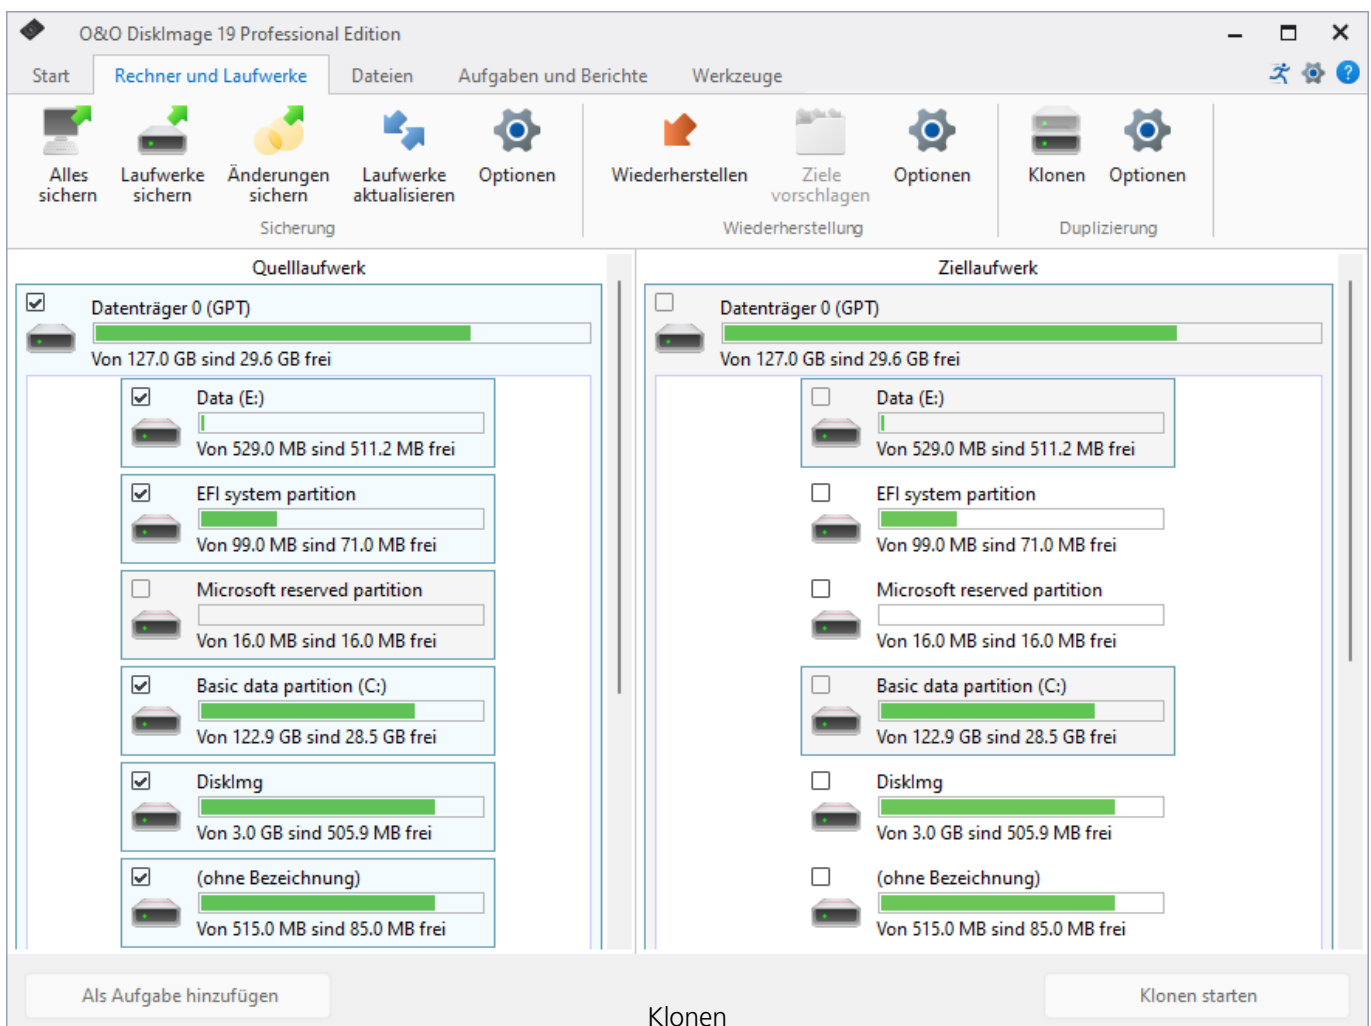 O&O DiskImage 19 Professional Edition
Start Rechner und Laufwerke Dateien Aufgaben und Berichte Werkzeuge
Alles sichern
Laufwerke sichern
Änderungen sichern
Laufwerke aktualisieren
Optionen
Sicherung
Wiederherstellen
Ziele vorschlagen
Optionen
Wiederherstellung
Klonen
Optionen
Duplizierung
Quelllaufwerk
Datenträger 0 (GPT)
Von 127.0 GB sind 29.6 GB frei
Data (E:)
Von 529.0 MB sind 511.2 MB frei
EFI system partition
Von 99.0 MB sind 71.0 MB frei
Microsoft reserved partition
Von 16.0 MB sind 16.0 MB frei
Basic data partition (C:)
Von 122.9 GB sind 28.5 GB frei
DiskImg
Von 3.0 GB sind 505.9 MB frei
(ohne Bezeichnung)
Von 515.0 MB sind 85.0 MB frei
Ziellaufwerk
Datenträger 0 (GPT)
Von 127.0 GB sind 29.6 GB frei
Data (E:)
Von 529.0 MB sind 511.2 MB frei
EFI system partition
Von 99.0 MB sind 71.0 MB frei
Microsoft reserved partition
Von 16.0 MB sind 16.0 MB frei
Basic data partition (C:)
Von 122.9 GB sind 28.5 GB frei
DiskImg
Von 3.0 GB sind 505.9 MB frei
(ohne Bezeichnung)
Von 515.0 MB sind 85.0 MB frei
Als Aufgabe hinzufügen
Klonen starten
Klonen